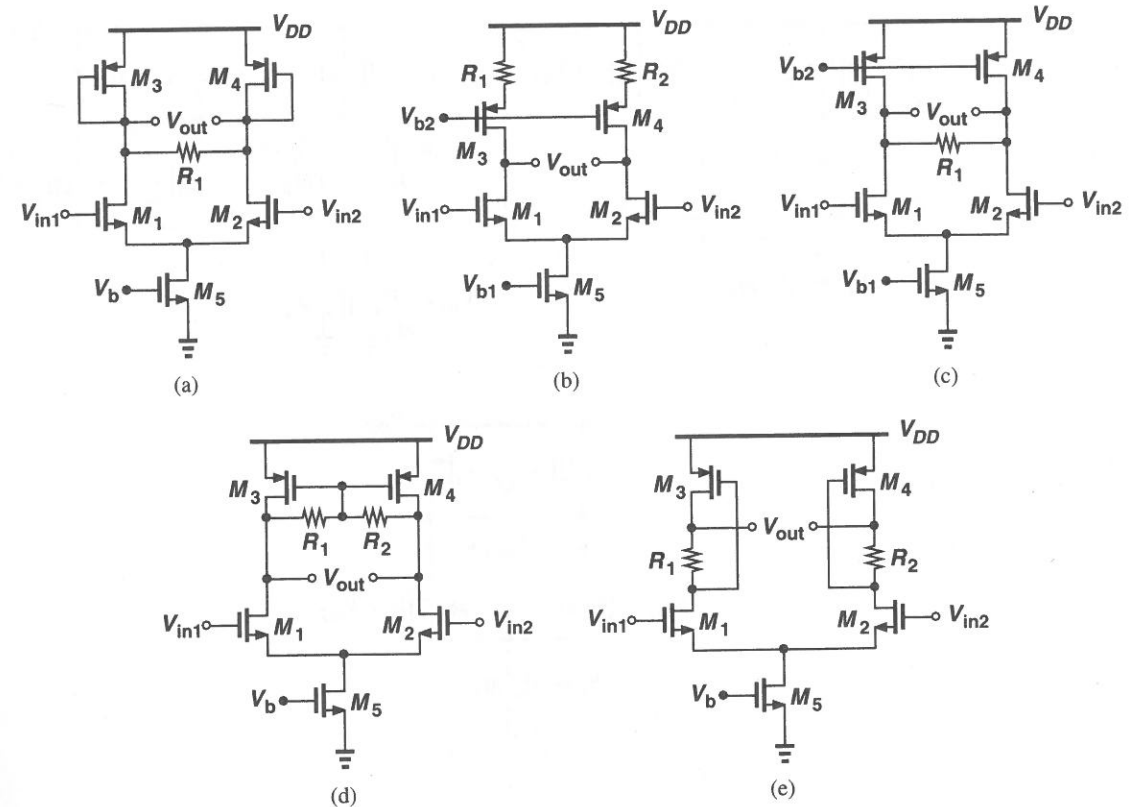 V_DD V_DD V_DD
M_3 M_4 V_out R_1 V_in1 M_1 M_2 V_in2 V_b M_5
R_1 R_2 V_b2 M_3 M_4 V_out V_in1 M_1 M_2 V_in2 V_b1 M_5
V_b2 M_3 M_4 V_out R_1 V_in1 M_1 M_2 V_in2 V_b1 M_5
(a) (b) (c)
V_DD V_DD
M_3 M_4 R_1 R_2 V_out V_in1 M_1 M_2 V_in2 V_b M_5
M_3 M_4 V_out R_1 R_2 V_in1 M_1 M_2 V_in2 V_b M_5
(d) (e)